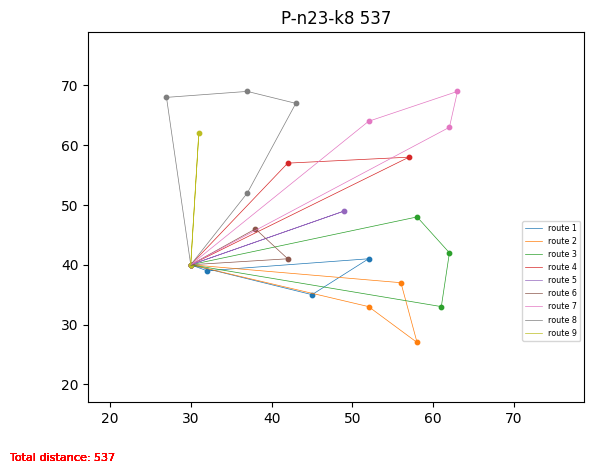 P-n23-k8 537
70
60
50
40
30
20
20
30
40
50
60
70
route 1
route 2
route 3
route 4
route 5
route 6
route 7
route 8
route 9
Total distance: 537